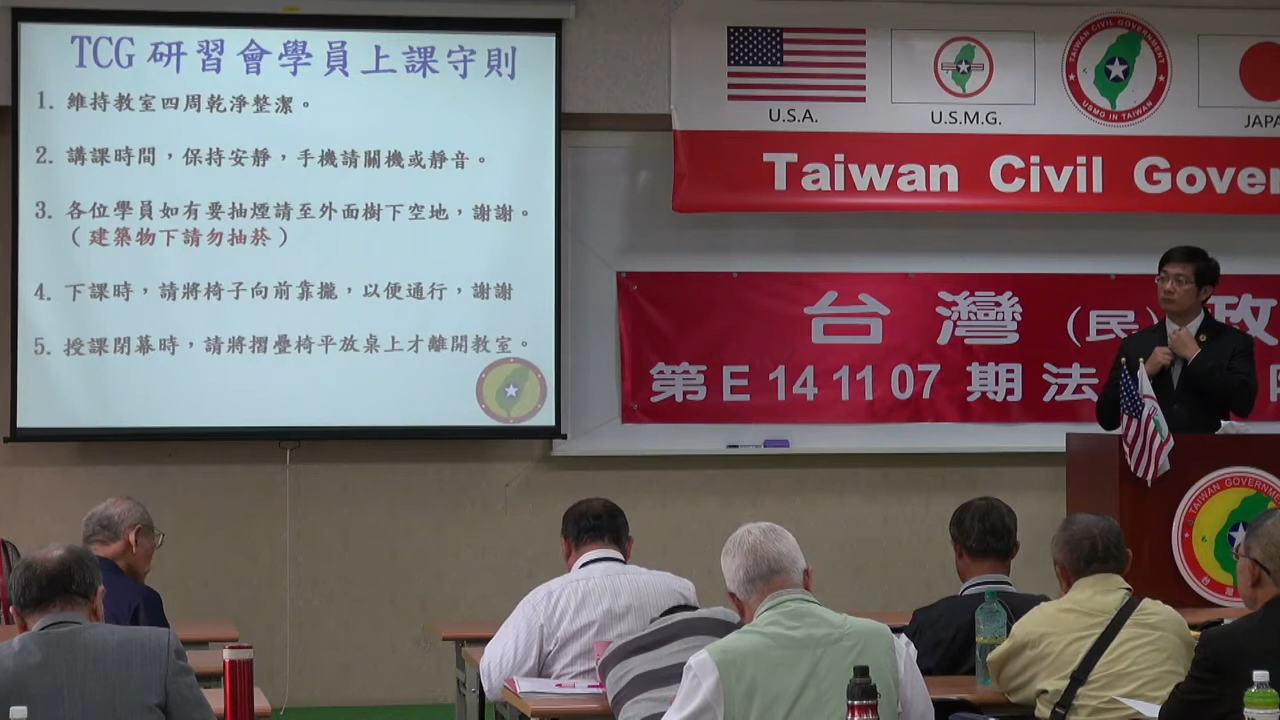 TCG 研習會學員上課守則
1. 維持教室四周乾淨整潔。
2. 講課時間，保持安靜，手機請關機或靜音。
3. 各位學員如有要抽煙請至外面樹下空地，謝謝。
（建築物下請勿抽菸）
4. 下課時，請將椅子向前靠攏，以便通行，謝謝
5. 授課閉幕時，請將摺疊椅平放桌上才離開教室。
U.S.A.
U.S.M.G.
TAIWAN CIVIL GOVERNMENT
USMG IN TAIWAN
JAPA
Taiwan Civil Gover
台灣（民）政
第E 14 11 07 期法
TAIWAN GOVERNMENT
台灣